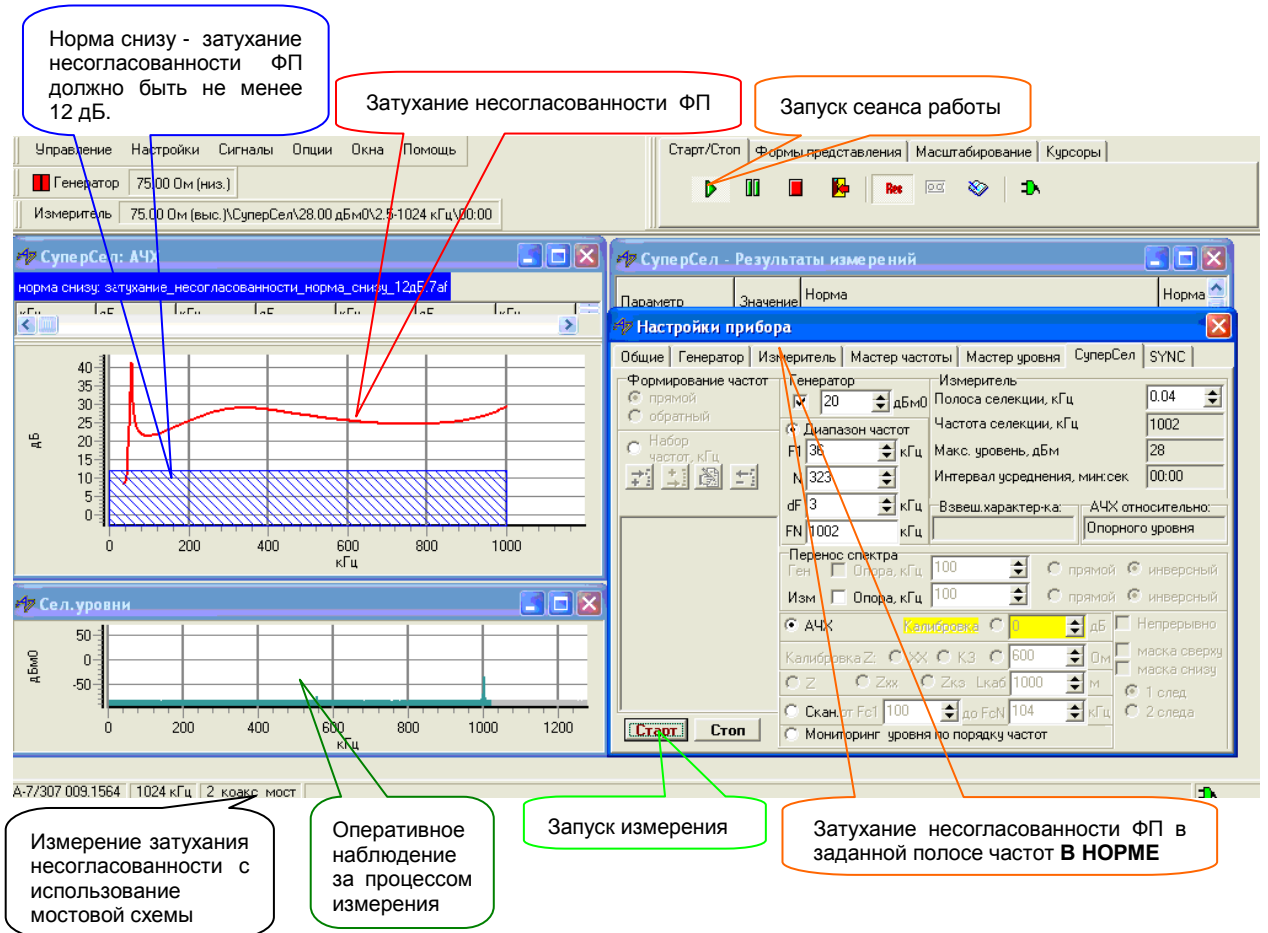 Норма снизу - затухание
несогласованности ФП
должно быть не менее
12 дБ.
Затухание несогласованности ФП
Запуск сеанса работы
Управление Настройки Сигналы Опции Окна Помощь
Генератор 75.00 Ом (низ.)
Измеритель 75.00 Ом (выс.)\СуперСел\28.00 дБм0\2.5-1024 кГц\00:00
Старт/Стоп Формы представления Масштабирование Курсоры
Rec
СуперСел: АЧХ
норма снизу: затухание_несогласованности_норма_снизу_12дБ.7af
кГц дБ кГц дБ кГц дБ кГц
дБ
40
35
30
25
20
15
10
5
0
0 200 400 600 800 1000
кГц
Сел.уровни
дБм0
50
0
-50
0 200 400 600 800 1000 1200
кГц
СуперСел - Результаты измерений
Параметр Значение Норма Норма
Настройки прибора
Общие Генератор Измеритель Мастер частоты Мастер уровня СуперСел SYNC
Формирование частот
прямой
обратный
Набор
частот, кГц
Генератор
20 дБм0
Диапазон частот
F1 36 кГц
N 323
dF 3 кГц
FN 1002 кГц
Измеритель
Полоса селекции, кГц 0.04
Частота селекции, кГц 1002
Макс. уровень, дБм 28
Интервал усреднения, мин:сек 00:00
Взвеш.характер-ка: АЧХ относительно:
Опорного уровня
Перенос спектра
Ген Опора, кГц 100 прямой инверсный
Изм Опора, кГц 100 прямой инверсный
АЧХ Калибровка 0 дБ Непрерывно
Калибровка Z: XX КЗ 600 Ом маска сверху
маска снизу
Z Zxx Zкз Lкаб 1000 м 1 след
Скан.от Fc1 100 до FcN 104 кГц 2 следа
Мониторинг уровня по порядку частот
Старт Стоп
А-7/307 009.1564 1024 кГц 2 коакс мост
Измерение затухания
несогласованности с
использование
мостовой схемы
Оперативное
наблюдение
за процессом
измерения
Запуск измерения
Затухание несогласованности ФП в
заданной полосе частот В НОРМЕ